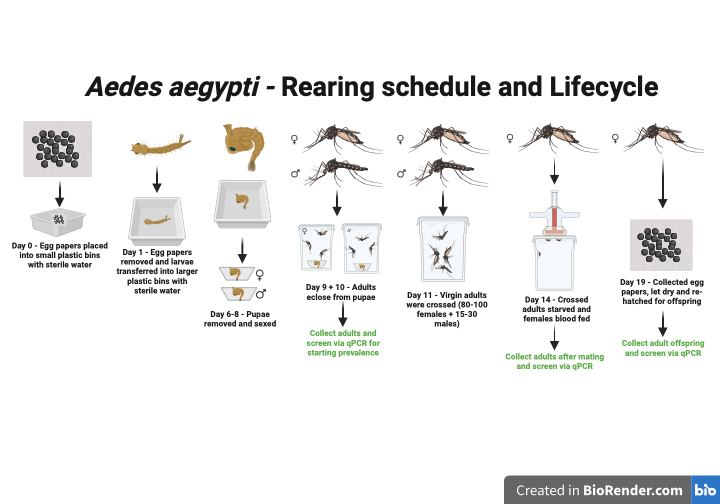 Aedes aegypti - Rearing schedule and Lifecycle
♀
♂
♀
♂
♀
♀
Day 0 - Egg papers placed
into small plastic bins
with sterile water
Day 1 - Egg papers
removed and larvae
transferred into larger
plastic bins with
sterile water
♀
♂
Day 6-8 - Pupae
removed and sexed
♀
♂
Day 9 + 10 - Adults
eclose from pupae
Collect adults and
screen via qPCR for
starting prevalence
Day 11 - Virgin adults
were crossed (80-100
females + 15-30
males)
Day 14 - Crossed
adults starved and
females blood fed
Collect adults after mating
and screen via qPCR
Day 19 - Collected egg
papers, let dry and re-
hatched for offspring
Collect adult offspring
and screen via qPCR
Created in BioRender.com bio